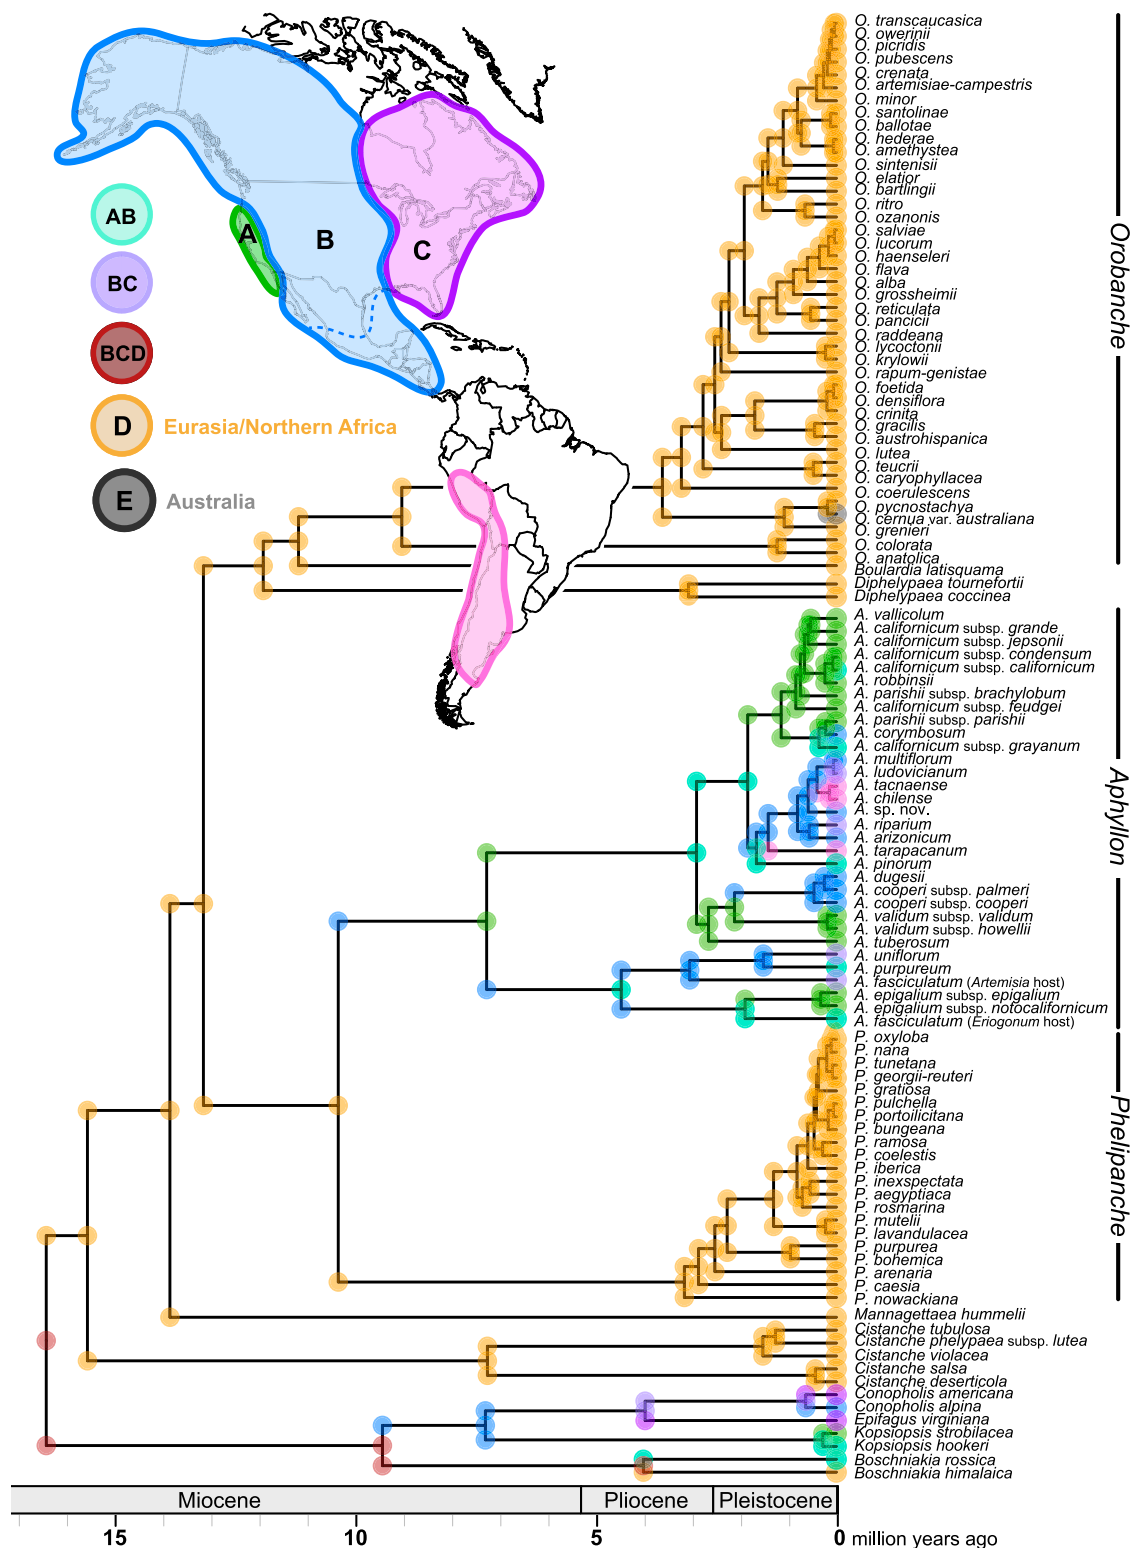 A
B
C
AB
BC
BCD
D
Eurasia/Northern Africa
E
Australia
O. transcaucasica
O. owerinii
O. picridis
O. pubescens
O. crenata
O. artemisiae-campestris
O. minor
O. santolinae
O. ballotae
O. hederae
O. amethystea
O. sintenisii
O. elatior
O. bartlingii
O. ritro
O. ozanonis
O. salviae
O. lucorum
O. haenseleri
O. flava
O. alba
O. grossheimii
O. reticulata
O. pancicii
O. raddeana
O. lycoctonii
O. krylowii
O. rapum-genistae
O. foetida
O. densiflora
O. crinita
O. gracilis
O. austrohispanica
O. lutea
O. teucrii
O. caryophyllacea
O. coerulescens
O. pycnostachya
O. cernua var. australiana
O. grenieri
O. colorata
O. anatolica
Boulardia latisquama
Diphelypaea tournefortii
Diphelypaea coccinea
Orobanche
A. vallicolum
A. californicum subsp. grande
A. californicum subsp. jepsonii
A. californicum subsp. condensum
A. californicum subsp. californicum
A. robbinsii
A. parishii subsp. brachylobum
A. californicum subsp. feudgei
A. parishii subsp. parishii
A. corymbosum
A. californicum subsp. grayanum
A. multiflorum
A. ludovicianum
A. tacnaense
A. chilense
A. sp. nov.
A. riparium
A. arizonicum
A. tarapacanum
A. pinorum
A. dugesii
A. cooperi subsp. palmeri
A. cooperi subsp. cooperi
A. validum subsp. validum
A. validum subsp. howellii
A. tuberosum
A. uniflorum
A. purpureum
A. fasciculatum (Artemisia host)
A. epigalium subsp. epigalium
A. epigalium subsp. notocalifornicum
A. fasciculatum (Eriogonum host)
Aphyllon
P. oxyloba
P. nana
P. tunetana
P. georgii-reuteri
P. gratiosa
P. pulchella
P. portoilicitana
P. bungeana
P. ramosa
P. coelestis
P. iberica
P. inexspectata
P. aegyptiaca
P. rosmarina
P. mutelii
P. lavandulacea
P. purpurea
P. bohemica
P. arenaria
P. caesia
P. nowackiana
Phelipanche
Mannagettaea hummelii
Cistanche tubulosa
Cistanche phelypaea subsp. lutea
Cistanche violacea
Cistanche salsa
Cistanche deserticola
Conopholis americana
Conopholis alpina
Epifagus virginiana
Kopsiopsis strobilacea
Kopsiopsis hookeri
Boschniakia rossica
Boschniakia himalaica
Miocene Pliocene Pleistocene
15 10 5 0 million years ago